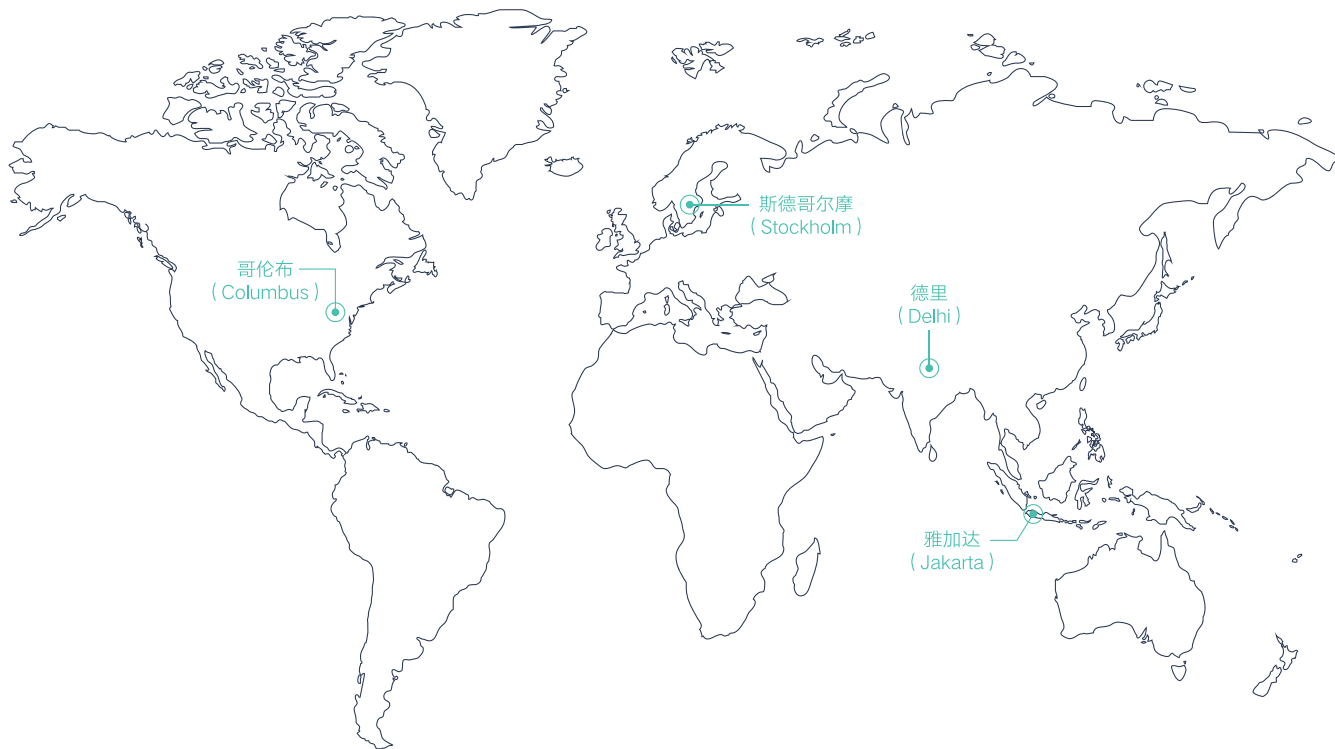 斯德哥尔摩
( Stockholm )
哥伦布
( Columbus )
德里
( Delhi )
雅加达
( Jakarta )